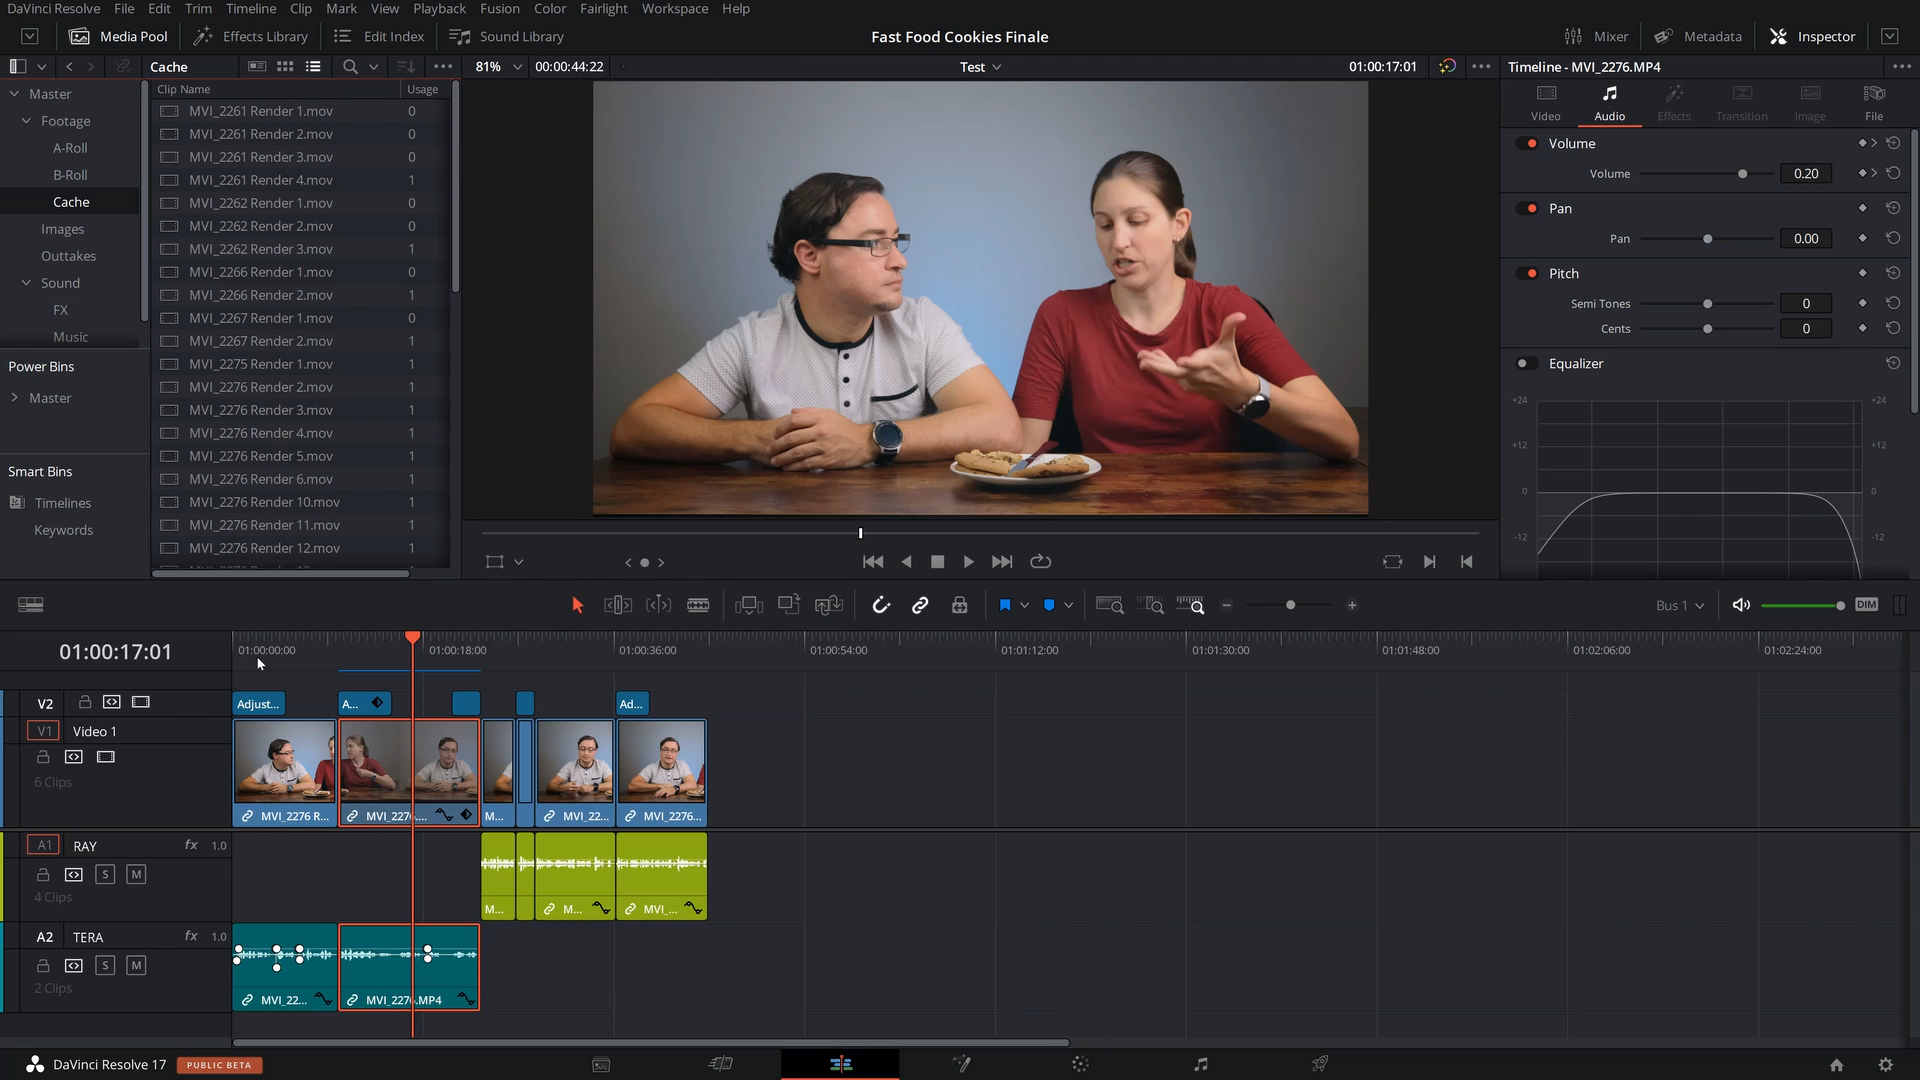 DaVinci Resolve File Edit Trim Timeline Clip Mark View Playback Fusion Color Fairlight Workspace Help
Media Pool Effects Library Edit Index Sound Library Fast Food Cookies Finale Mixer Metadata Inspector
Cache 81% 00:00:44:22 Test 01:00:17:01 Timeline - MVI_2276.MP4
Clip Name Usage
Master
Footage
A-Roll
B-Roll
Cache
Images
Outtakes
Sound
FX
Music
Power Bins
Master
Smart Bins
Timelines
Keywords
MVI_2261 Render 1.mov 0
MVI_2261 Render 2.mov 0
MVI_2261 Render 3.mov 0
MVI_2261 Render 4.mov 1
MVI_2262 Render 1.mov 0
MVI_2262 Render 2.mov 0
MVI_2262 Render 3.mov 1
MVI_2266 Render 1.mov 0
MVI_2266 Render 2.mov 1
MVI_2267 Render 1.mov 0
MVI_2267 Render 2.mov 1
MVI_2275 Render 1.mov 1
MVI_2276 Render 2.mov 1
MVI_2276 Render 3.mov 1
MVI_2276 Render 4.mov 1
MVI_2276 Render 5.mov 1
MVI_2276 Render 6.mov 1
MVI_2276 Render 10.mov 1
MVI_2276 Render 11.mov 1
MVI_2276 Render 12.mov 1
Video Audio Effects Transition Image File
Volume
Volume 0.20
Pan
Pan 0.00
Pitch
Semi Tones 0
Cents 0
Equalizer
+24 +24
+12 +12
0 0
-12 -12
Bus 1 DIM
01:00:17:01
01:00:00:00 01:00:18:00 01:00:36:00 01:00:54:00 01:01:12:00 01:01:30:00 01:01:48:00 01:02:06:00 01:02:24:00
V2 Adjust... A... Ad...
V1 Video 1
6 Clips
MVI_2276 R... MVI_227... M... MVI_22... MVI_2276...
A1 RAY fx 1.0
S M
4 Clips
M... M... MVI_...
A2 TERA fx 1.0
S M
2 Clips
MVI_22... MVI_2276.MP4
DaVinci Resolve 17 PUBLIC BETA